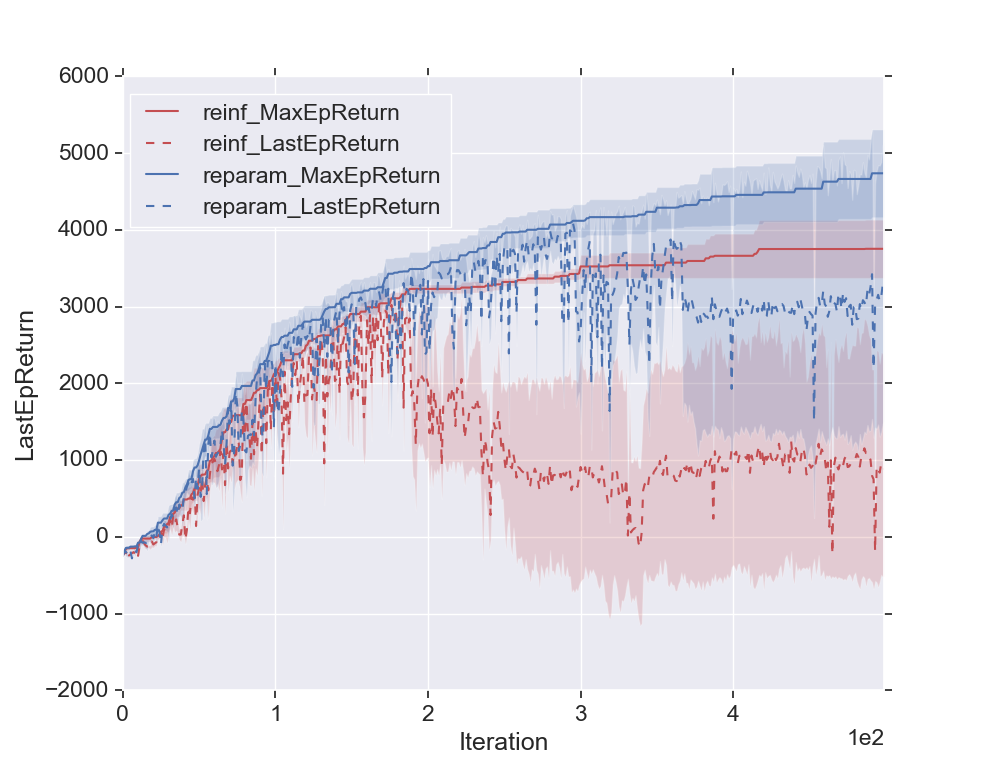 6000
5000
4000
3000
2000
1000
0
−1000
−2000
LastEpReturn
reinf_MaxEpReturn
reinf_LastEpReturn
reparam_MaxEpReturn
reparam_LastEpReturn
0 1 2 3 4
1e2
Iteration